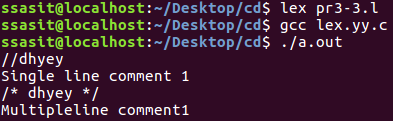 ssasit@localhost:~/Desktop/cd$ lex pr3-3.l
ssasit@localhost:~/Desktop/cd$ gcc lex.yy.c
ssasit@localhost:~/Desktop/cd$ ./a.out
//dhyey
Single line comment 1
/* dhyey */
Multipleline comment1